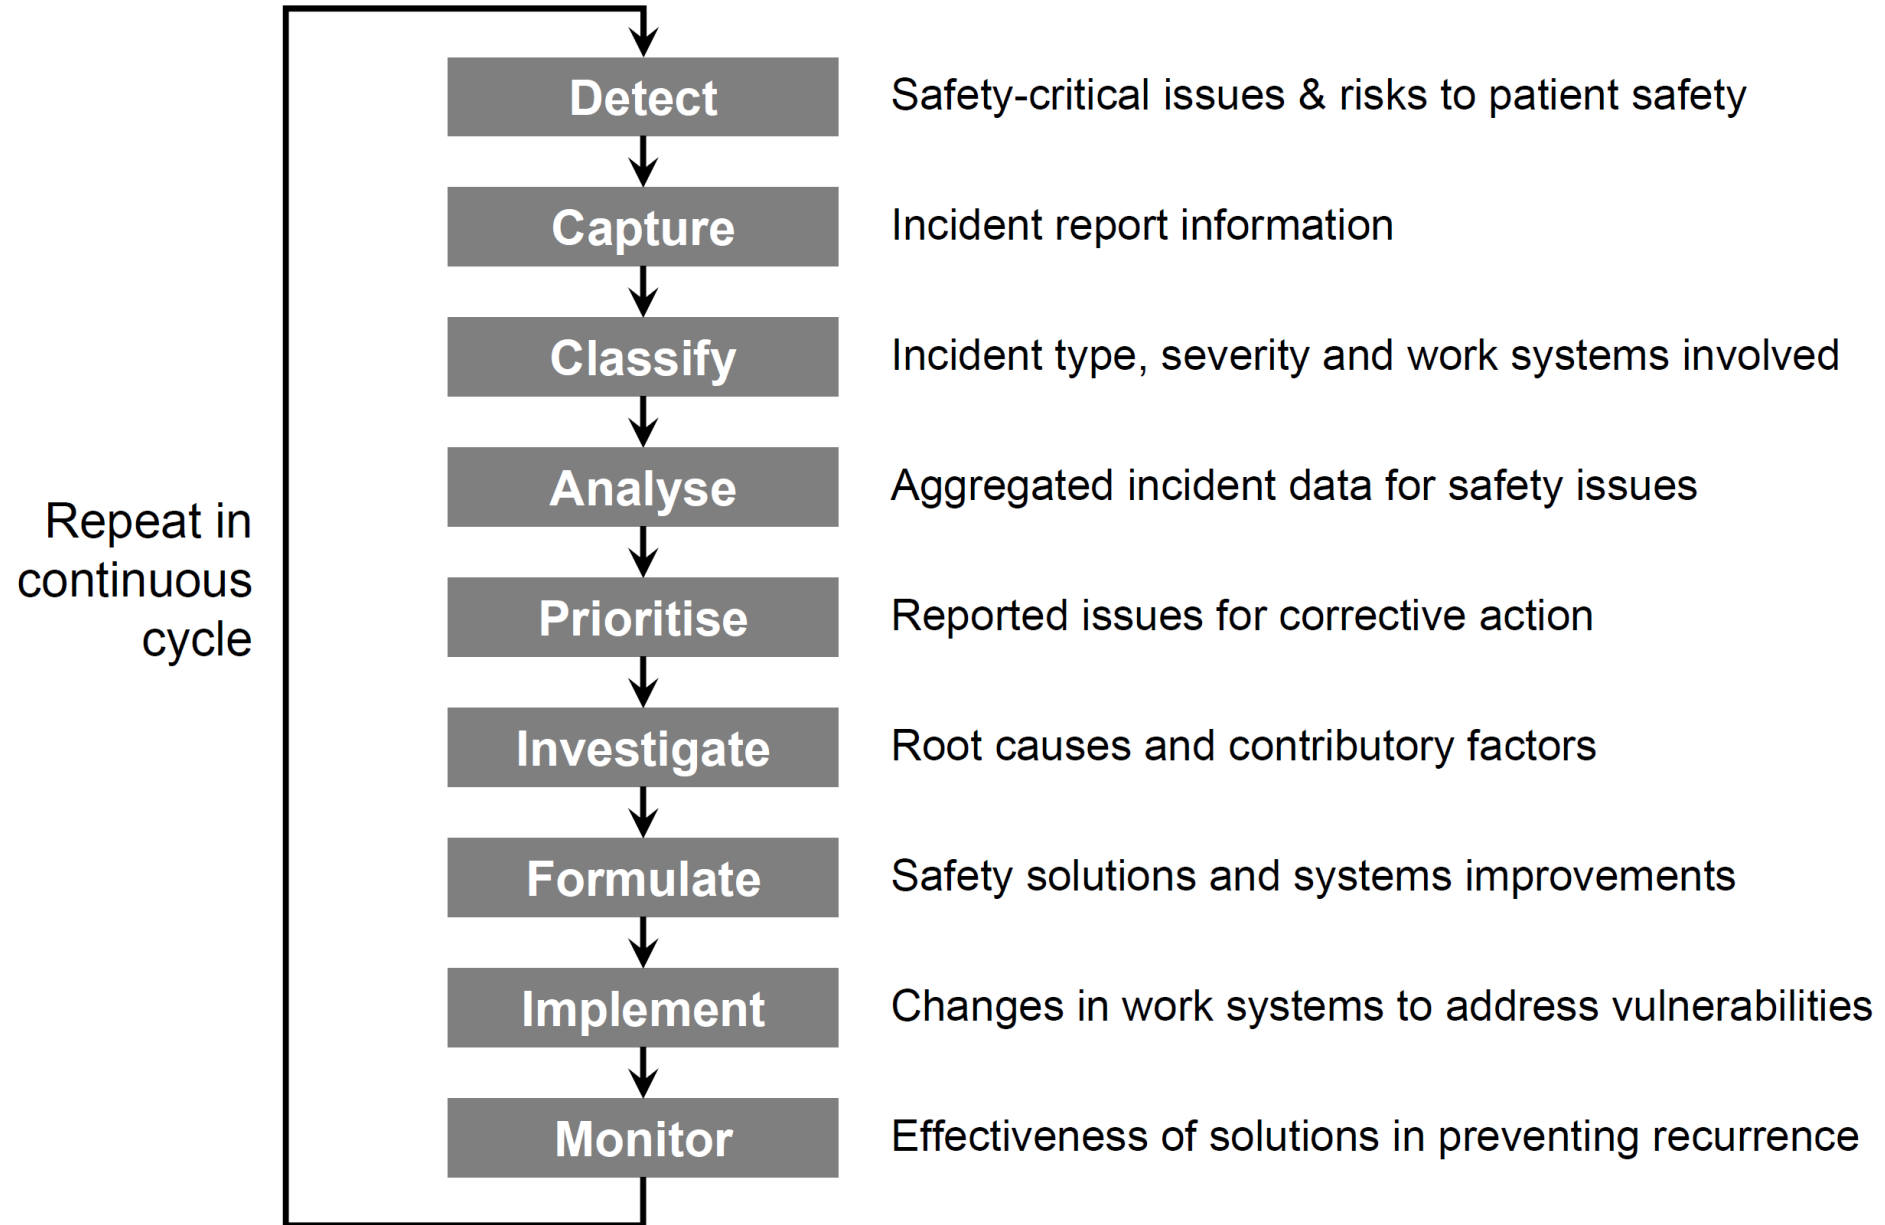 Detect
Safety-critical issues & risks to patient safety
Capture
Incident report information
Classify
Incident type, severity and work systems involved
Analyse
Aggregated incident data for safety issues
Prioritise
Reported issues for corrective action
Investigate
Root causes and contributory factors
Formulate
Safety solutions and systems improvements
Implement
Changes in work systems to address vulnerabilities
Monitor
Effectiveness of solutions in preventing recurrence
Repeat in
continuous
cycle